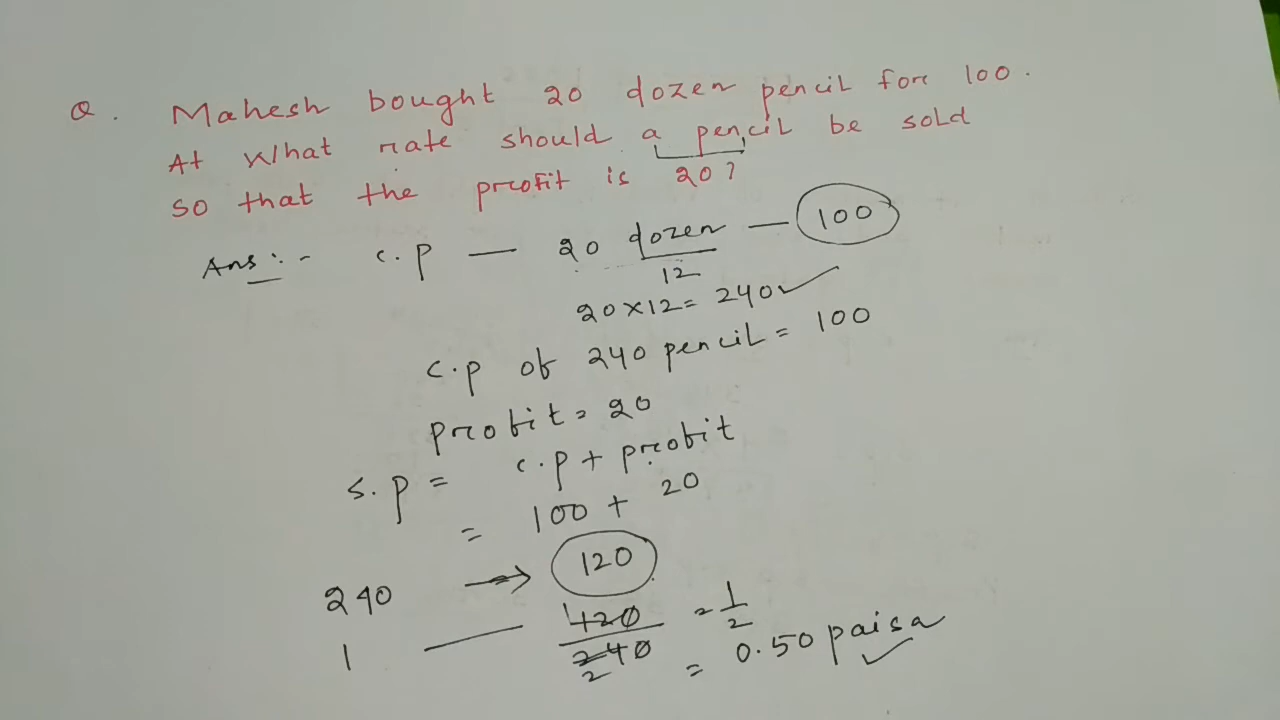 Q. Mahesh bought 20 dozen pencil for 100.
At what rate should a pencil be sold
so that the profit is 20?
Ans:- C.P — 20 dozen — 100
12
20×12= 240✓
C.P of 240 pencil = 100
profit = 20
S.P = C.P + profit
= 100 + 20
240 → 120
1 — 120/240 = 1/2
1
2
= 0.50 paisa ✓